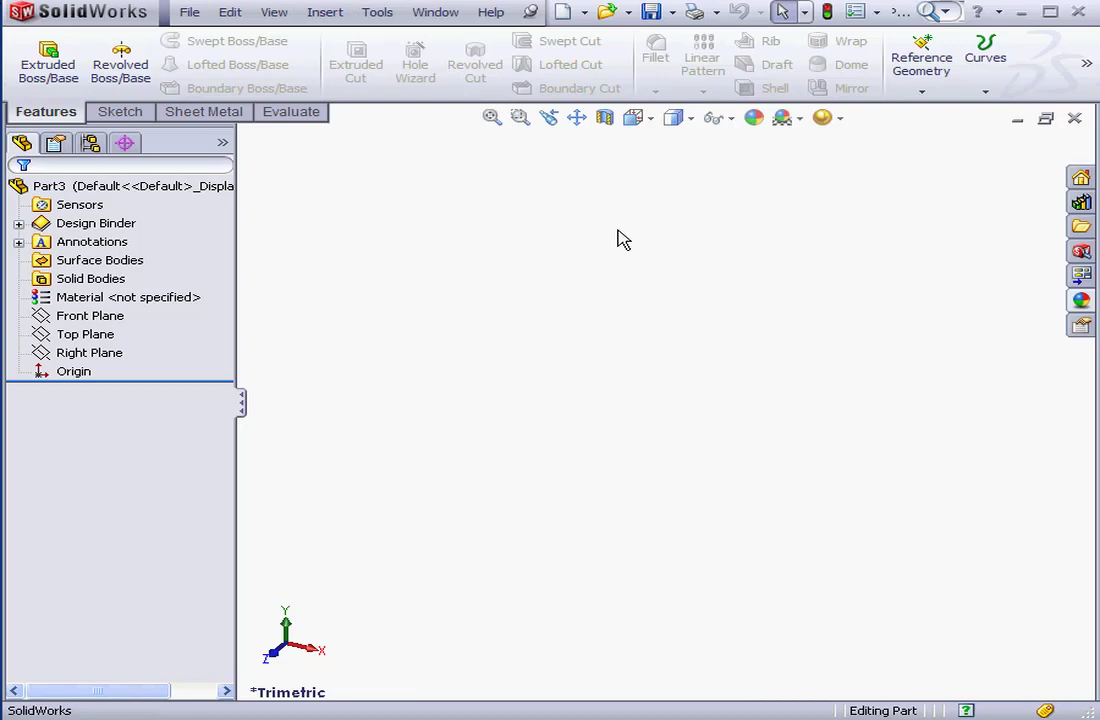 SW SolidWorks File Edit View Insert Tools Window Help ... ?
Extruded Boss/Base
Revolved Boss/Base
Swept Boss/Base
Lofted Boss/Base
Boundary Boss/Base
Extruded Cut
Hole Wizard
Revolved Cut
Swept Cut
Lofted Cut
Boundary Cut
Fillet
Linear Pattern
Rib
Draft
Shell
Wrap
Dome
Mirror
Reference Geometry
Curves
Features Sketch Sheet Metal Evaluate
Part3 (Default<<Default>_Displa
Sensors
Design Binder
A Annotations
Surface Bodies
Solid Bodies
Material <not specified>
Front Plane
Top Plane
Right Plane
Origin
Y
X
Z
*Trimetric
SolidWorks Editing Part ?